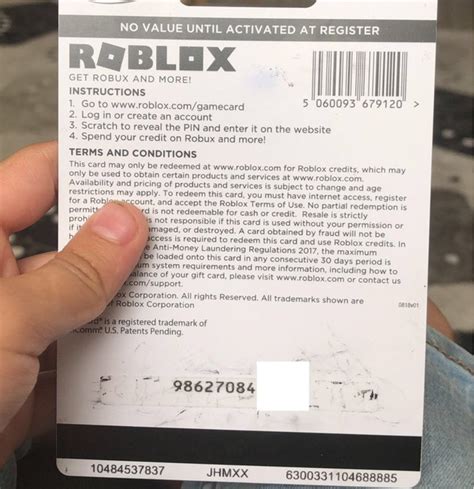 NO VALUE UNTIL ACTIVATED AT REGISTER
ROBLOX
GET ROBUX AND MORE!
5 060093 679120 >
INSTRUCTIONS
1. Go to www.roblox.com/gamecard
2. Log in or create an account
3. Scratch to reveal the PIN and enter it on the website
4. Spend your credit on Robux and more!
TERMS AND CONDITIONS
This card may only be redeemed at www.roblox.com for Roblox credits, which may
only be used to obtain certain products and services at www.roblox.com.
Availability and pricing of products and services is subject to change and age
restrictions may apply. To redeem this card, you must have internet access, register
for a Roblox account, and accept the Roblox Terms of Use. No partial redemption is
permitt rd is not redeemable for cash or credit. Resale is strictly
proh is not responsible if this card is used without your permission or
if it maged, or destroyed. A card obtained by fraud will not be
h access is required to redeem this card and use Roblox credits. In
e Anti-Money Laundering Regulations 2017, the maximum
be loaded onto this card in any consecutive 30 days period is
um system requirements and more information, including how to
balance of your gift card, please visit www.roblox.com or contact us
x.com/support.
ox Corporation. All rights Reserved. All trademarks shown are
f Roblox Corporation
0818v01
ard® is a registered trademark of
comm® U.S. Patents Pending.
98627084
10484537837 JHMXX 6300331104688885